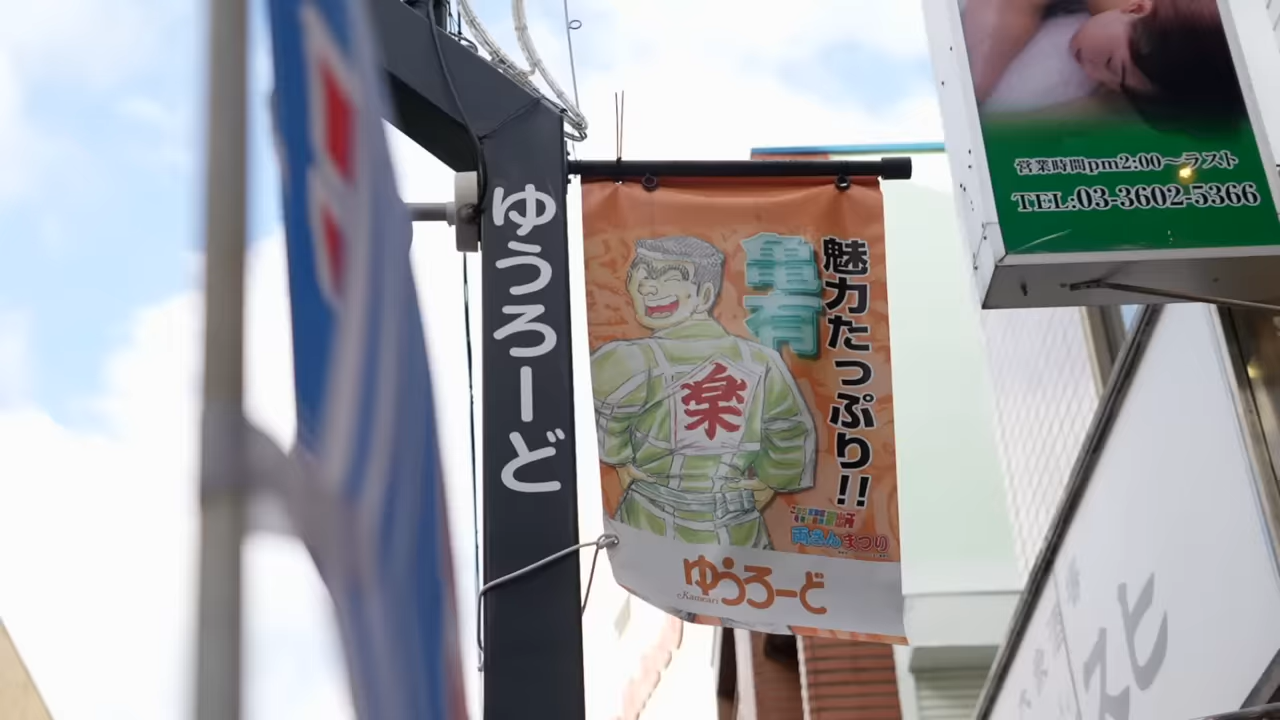 ゆうろーど
亀有
魅力たっぷり!!
楽
両さんまつり
ゆうろーど
Kameari
営業時間pm2:00〜ラスト
TEL:03-3602-5366